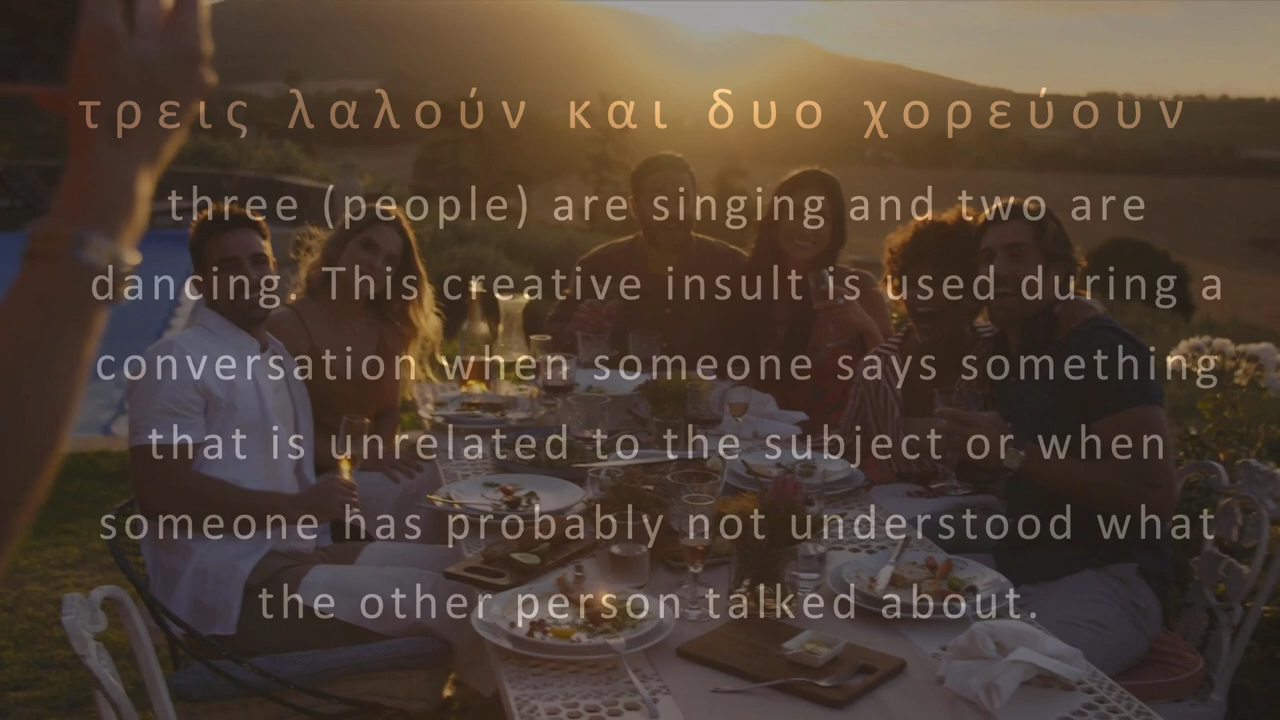 τρεις λαλούν και δυο χορεύουν
three (people) are singing and two are
dancing. This creative insult is used during a
conversation when someone says something
that is unrelated to the subject or when
someone has probably not understood what
the other person talked about.